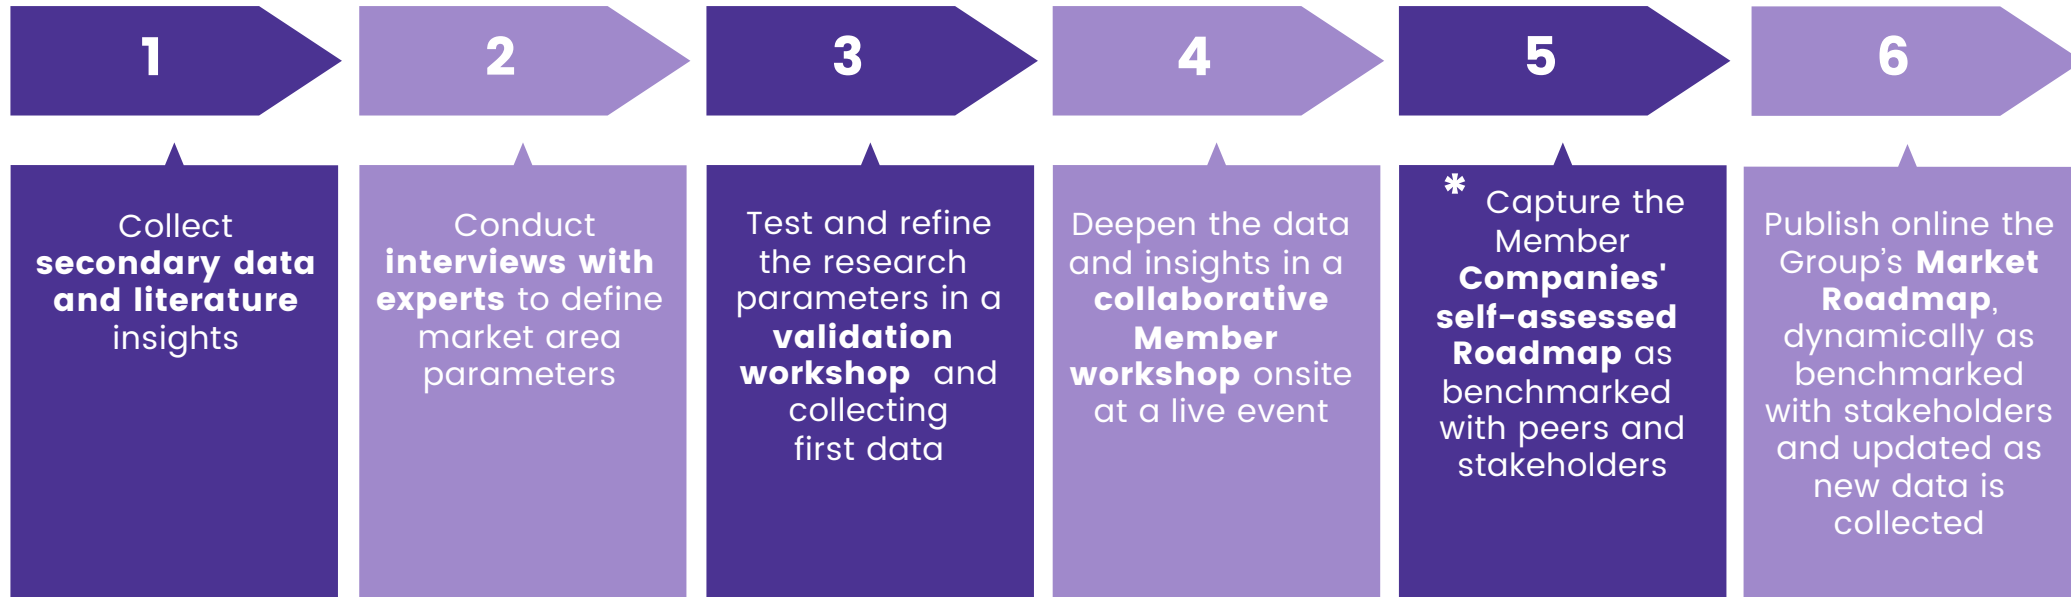 1
2
3
4
5
6
Collect
secondary data
and literature
insights
Conduct
interviews with
experts to define
market area
parameters
Test and refine
the research
parameters in a
validation
workshop and
collecting
first data
Deepen the data
and insights in a
collaborative
Member
workshop onsite
at a live event
* Capture the
Member
Companies'
self-assessed
Roadmap as
benchmarked
with peers and
stakeholders
Publish online the
Group’s Market
Roadmap,
dynamically as
benchmarked
with stakeholders
and updated as
new data is
collected